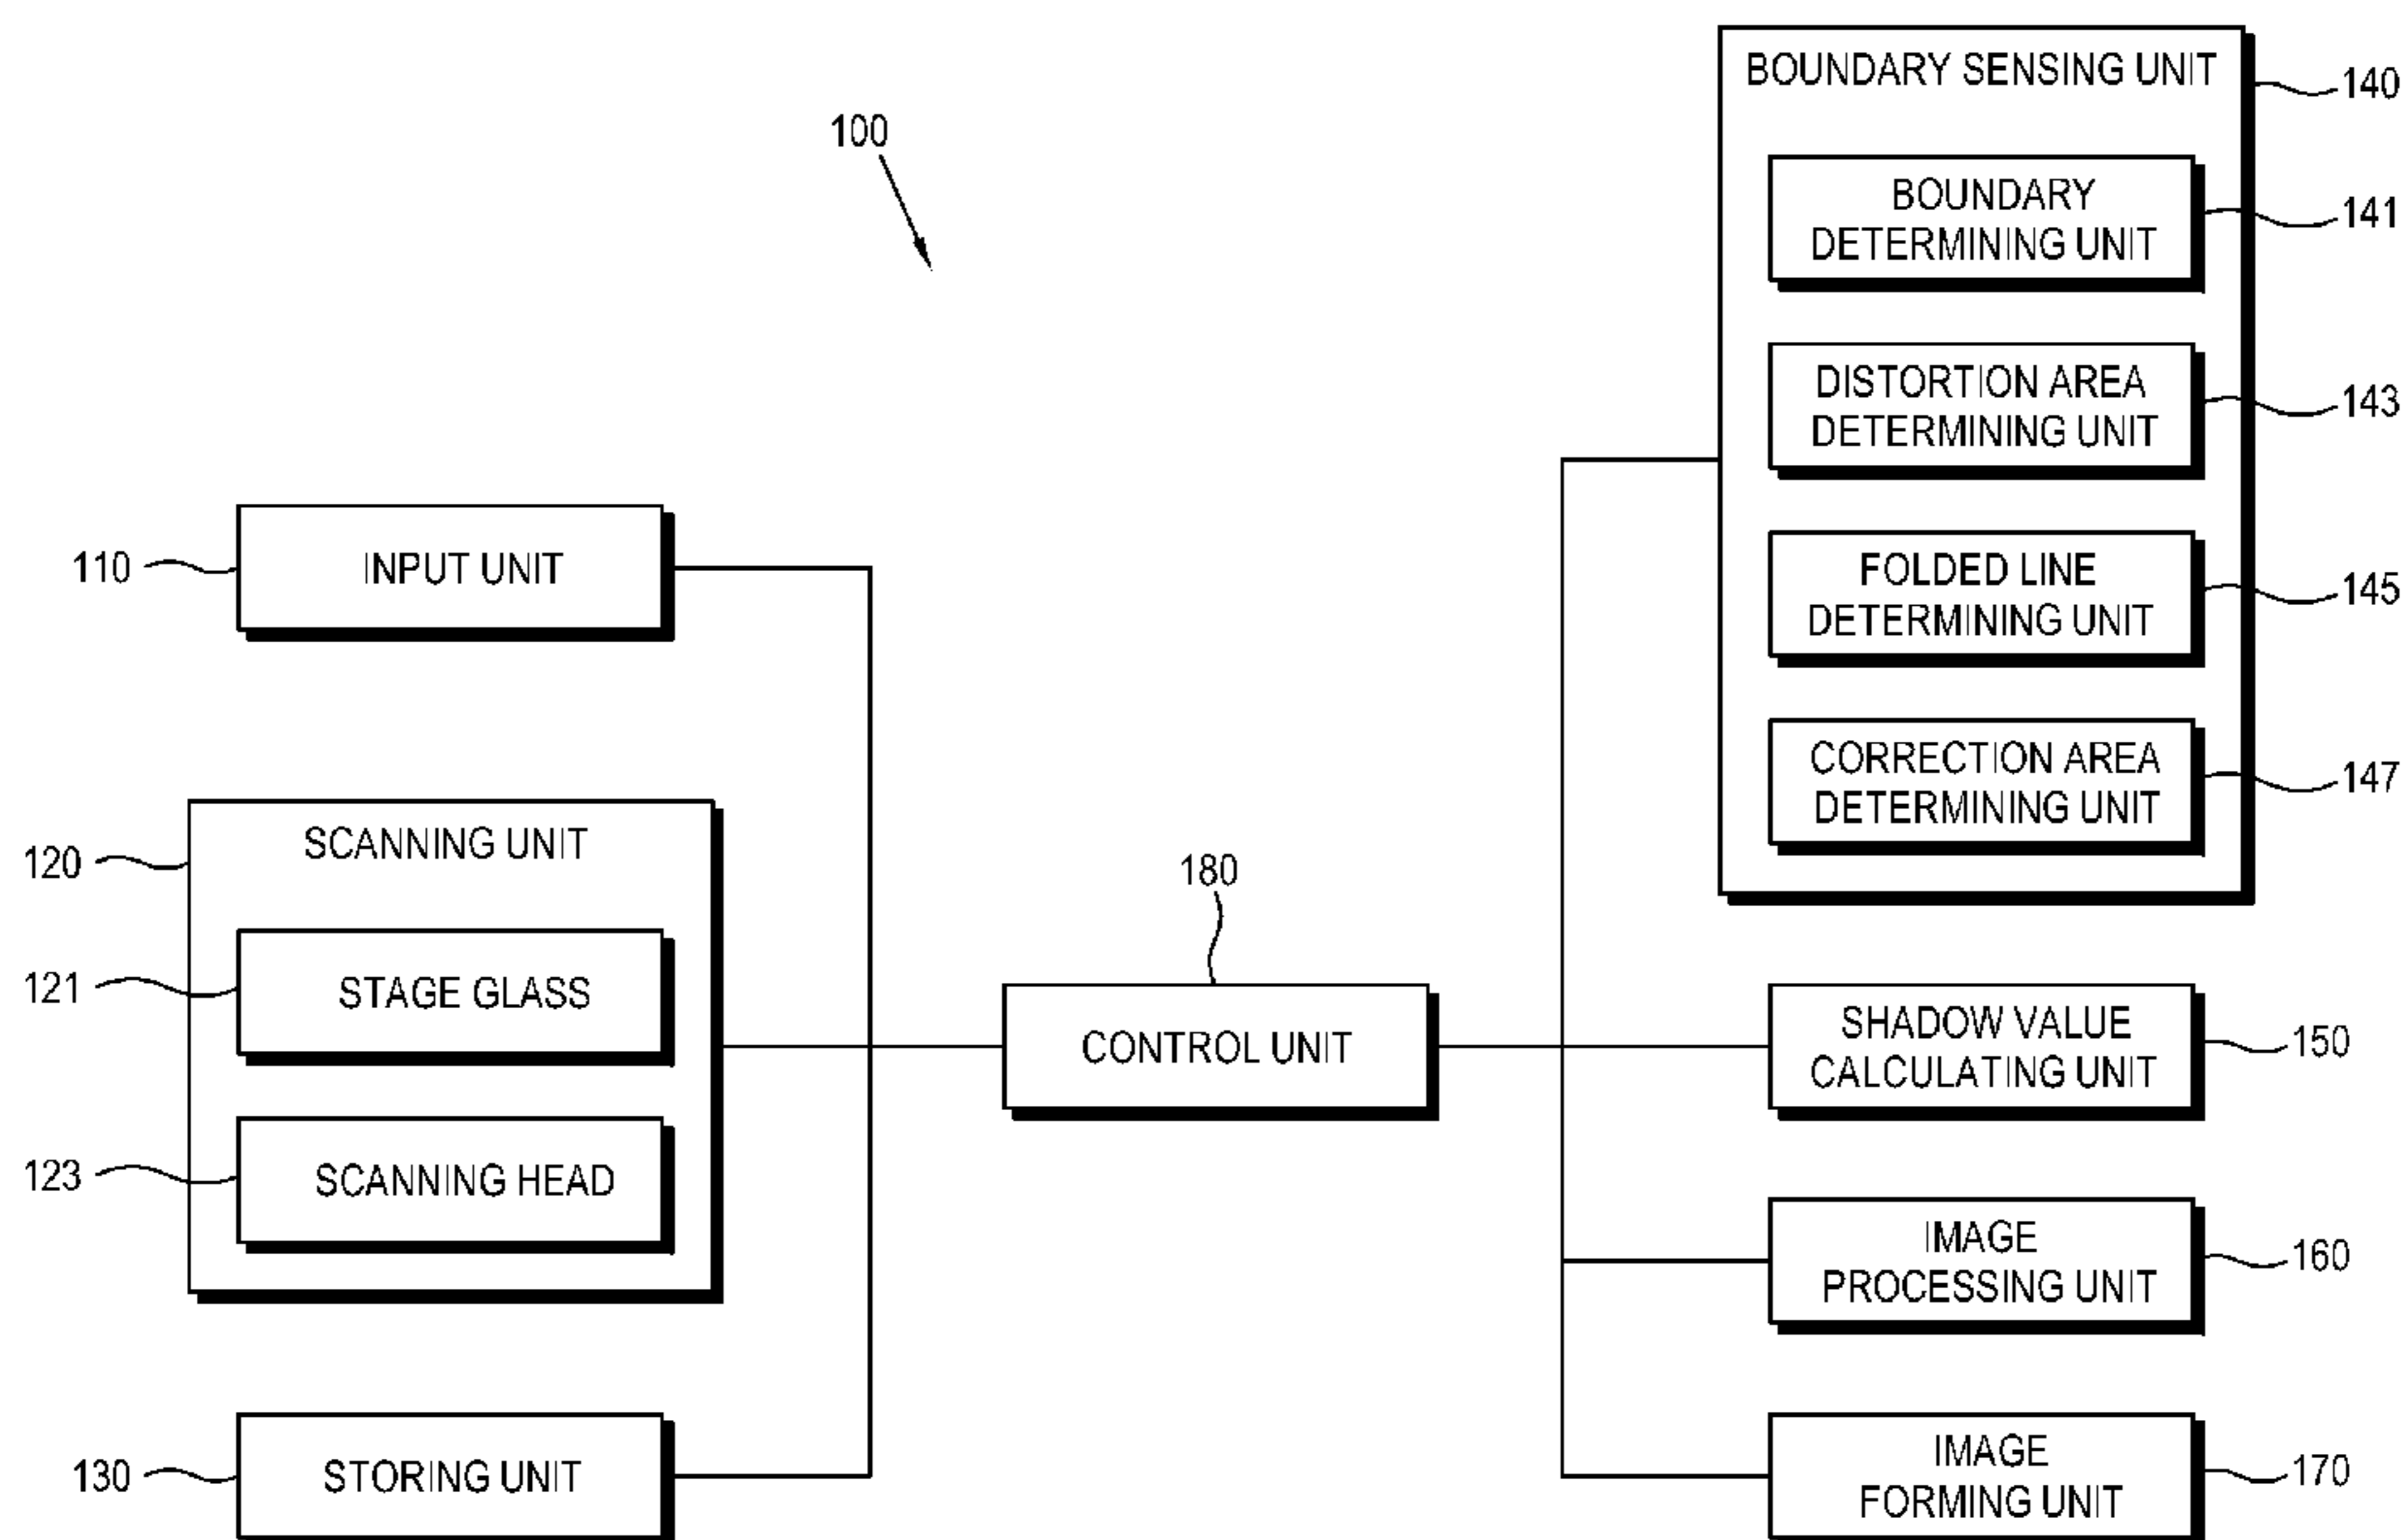 100
110
INPUT UNIT
120
SCANNING UNIT
121
STAGE GLASS
123
SCANNING HEAD
130
STORING UNIT
180
CONTROL UNIT
BOUNDARY SENSING UNIT
140
BOUNDARY
DETERMINING UNIT
141
DISTORTION AREA
DETERMINING UNIT
143
FOLDED LINE
DETERMINING UNIT
145
CORRECTION AREA
DETERMINING UNIT
147
SHADOW VALUE
CALCULATING UNIT
150
IMAGE
PROCESSING UNIT
160
IMAGE
FORMING UNIT
170